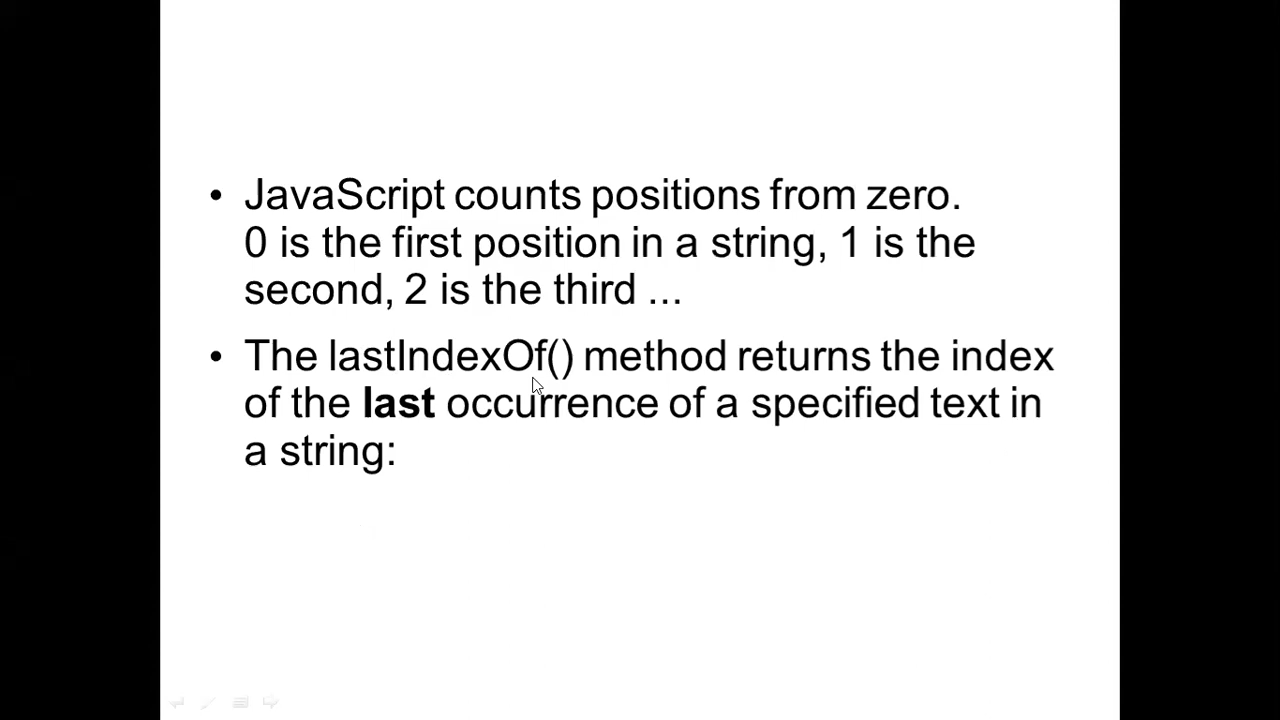 • JavaScript counts positions from zero.
0 is the first position in a string, 1 is the
second, 2 is the third ...
• The lastIndexOf() method returns the index
of the last occurrence of a specified text in
a string: